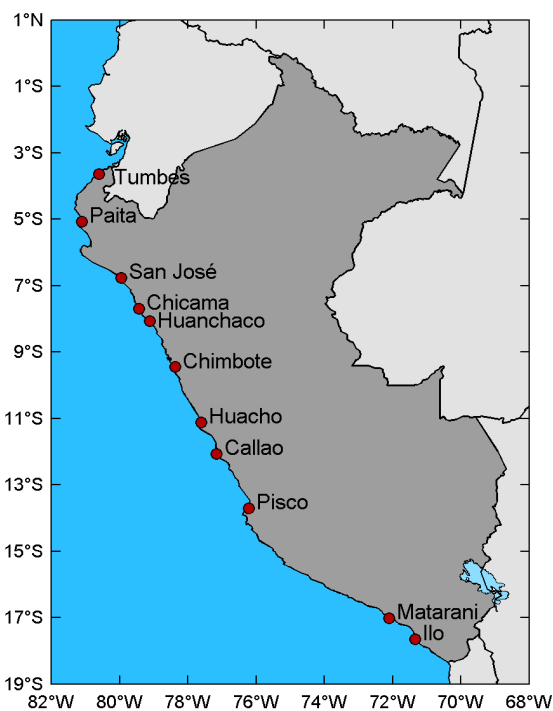 1°N
1°S
3°S
Tumbes
5°S
Paita
San José
7°S
Chicama
Huanchaco
9°S
Chimbote
11°S
Huacho
Callao
13°S
Pisco
15°S
17°S
Matarani
Ilo
19°S
82°W 80°W 78°W 76°W 74°W 72°W 70°W 68°W